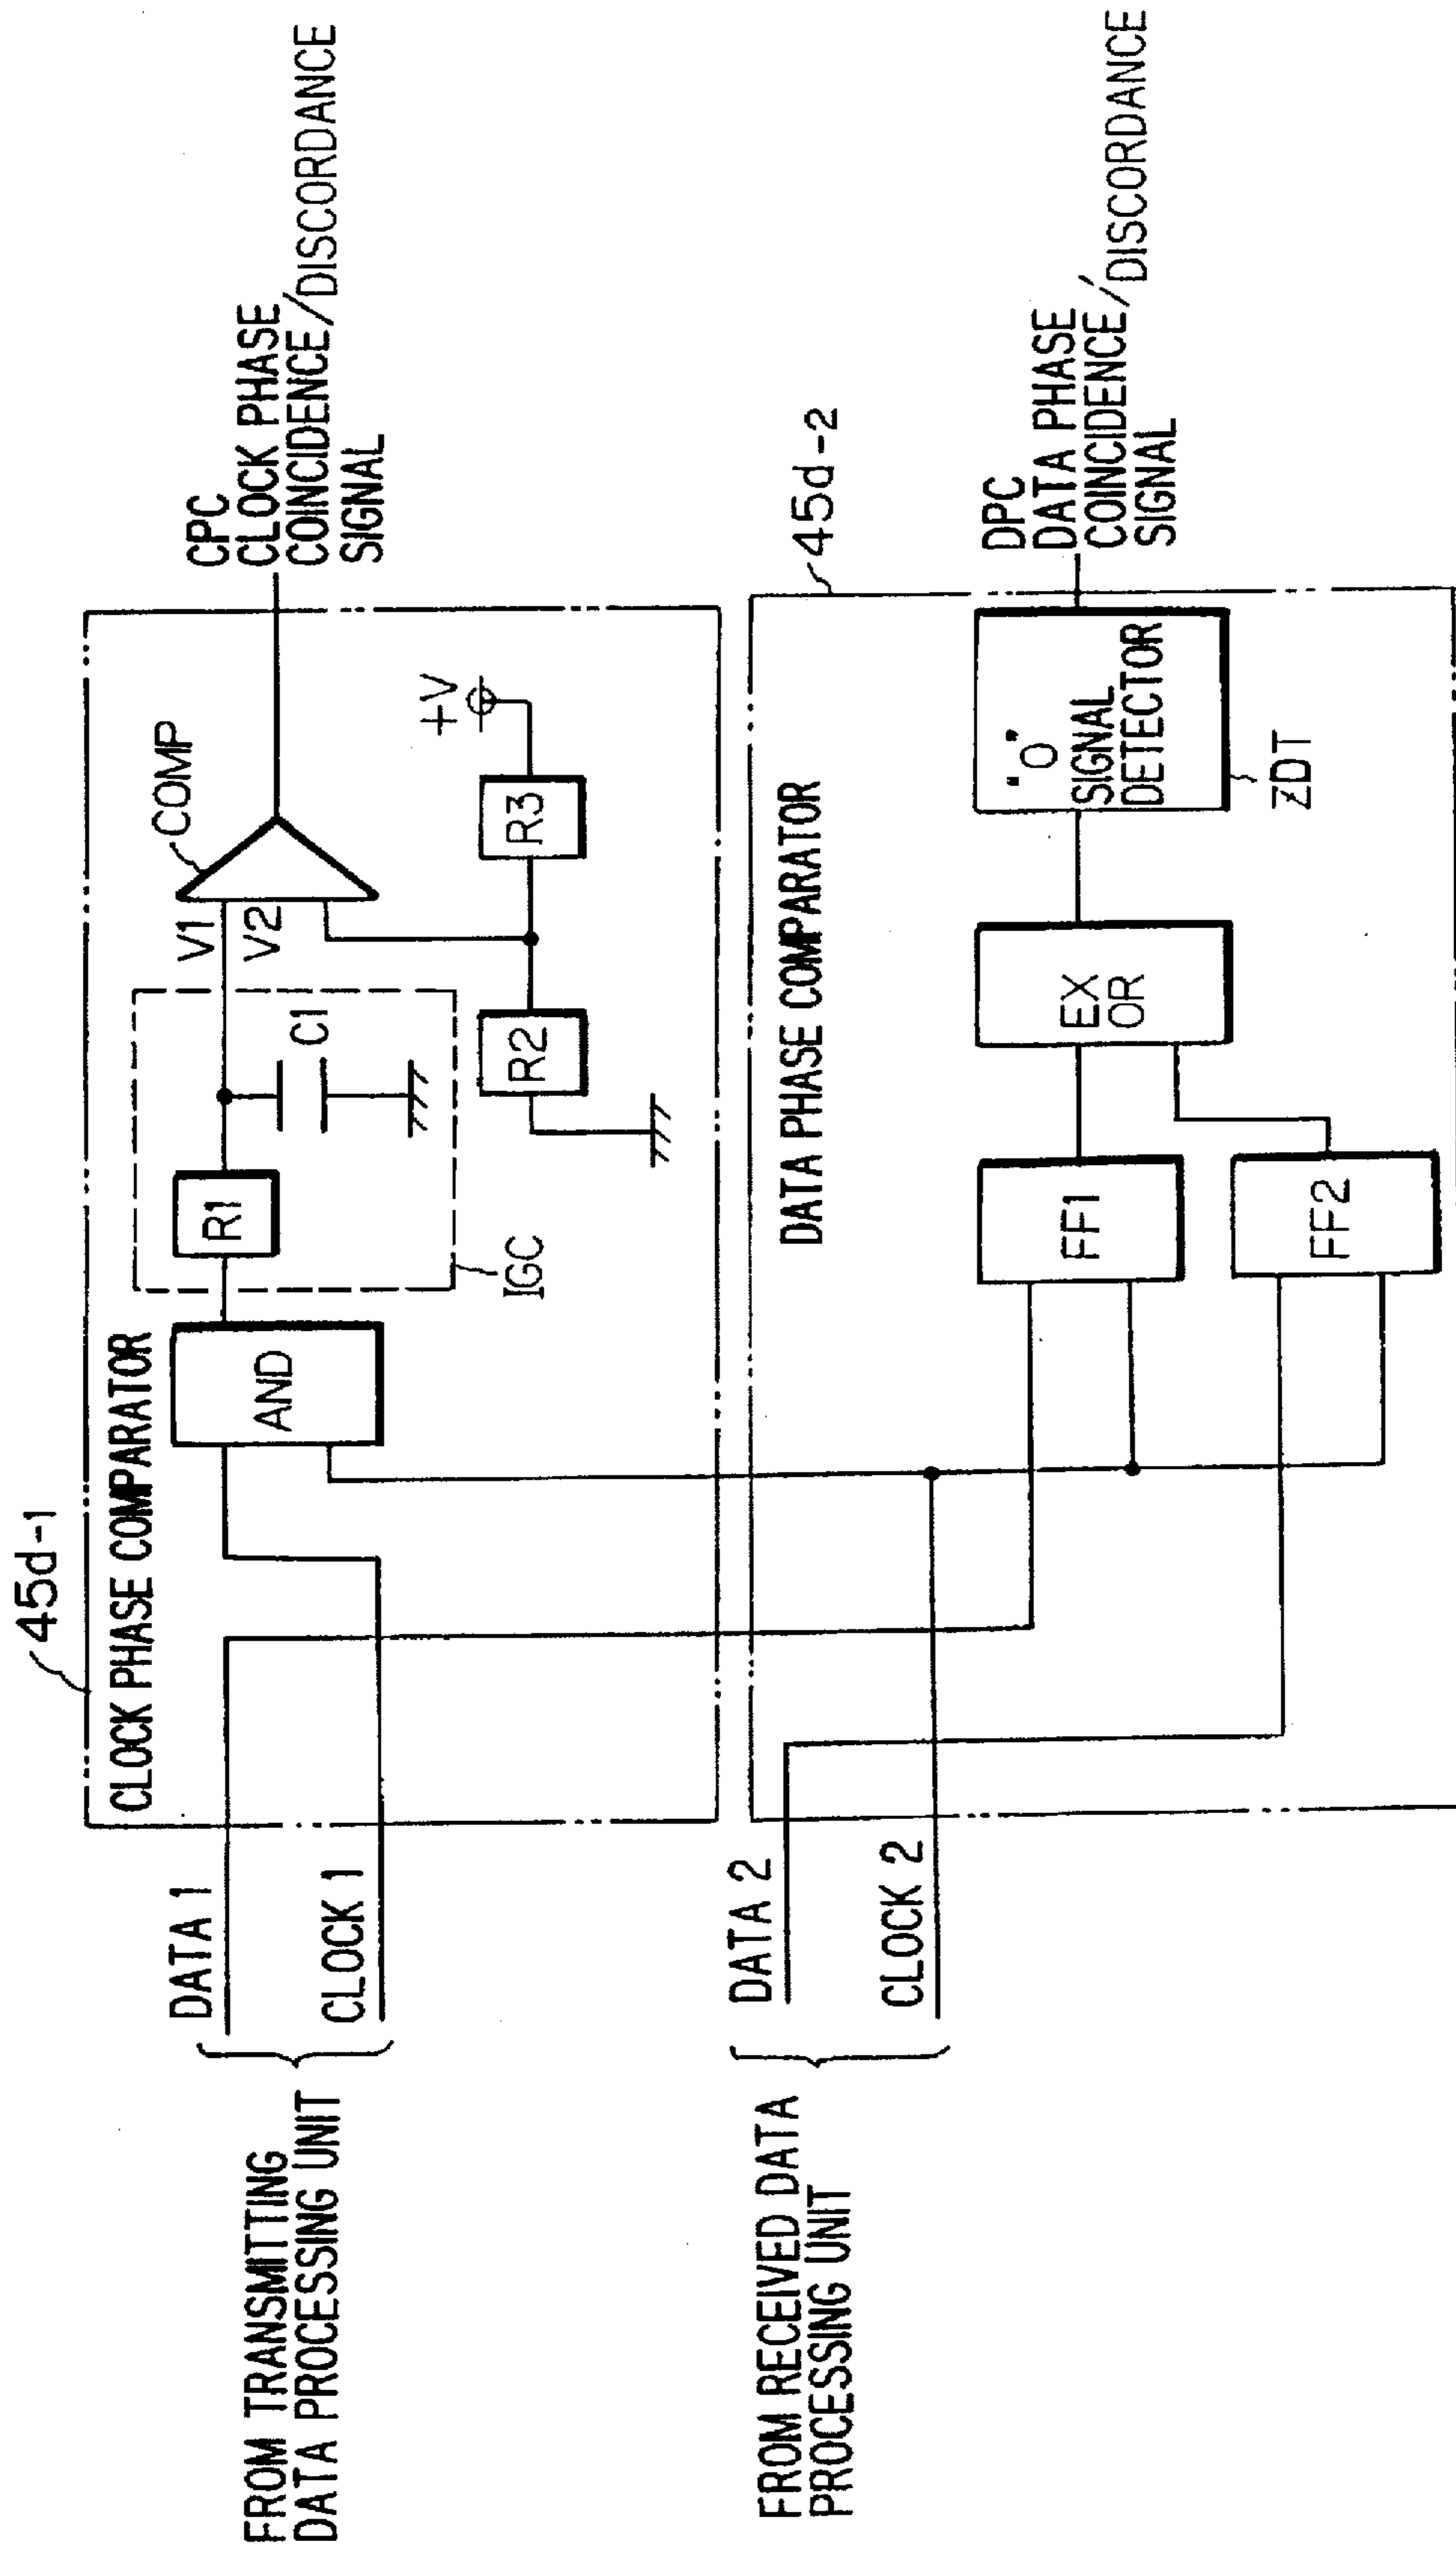 45d-1
CLOCK PHASE COMPARATOR
DATA 1
CLOCK 1
FROM TRANSMITTING
DATA PROCESSING UNIT
AND
R1
C1
IGC
V1
V2
COMP
R2
R3
+V
CPC
CLOCK PHASE
COINCIDENCE/DISCORDANCE
SIGNAL
45d-2
DATA PHASE COMPARATOR
DATA 2
CLOCK 2
FROM RECEIVED DATA
PROCESSING UNIT
FF1
FF2
EX
OR
"0"
SIGNAL
DETECTOR
ZDT
DPC
DATA PHASE
COINCIDENCE/DISCORDANCE
SIGNAL